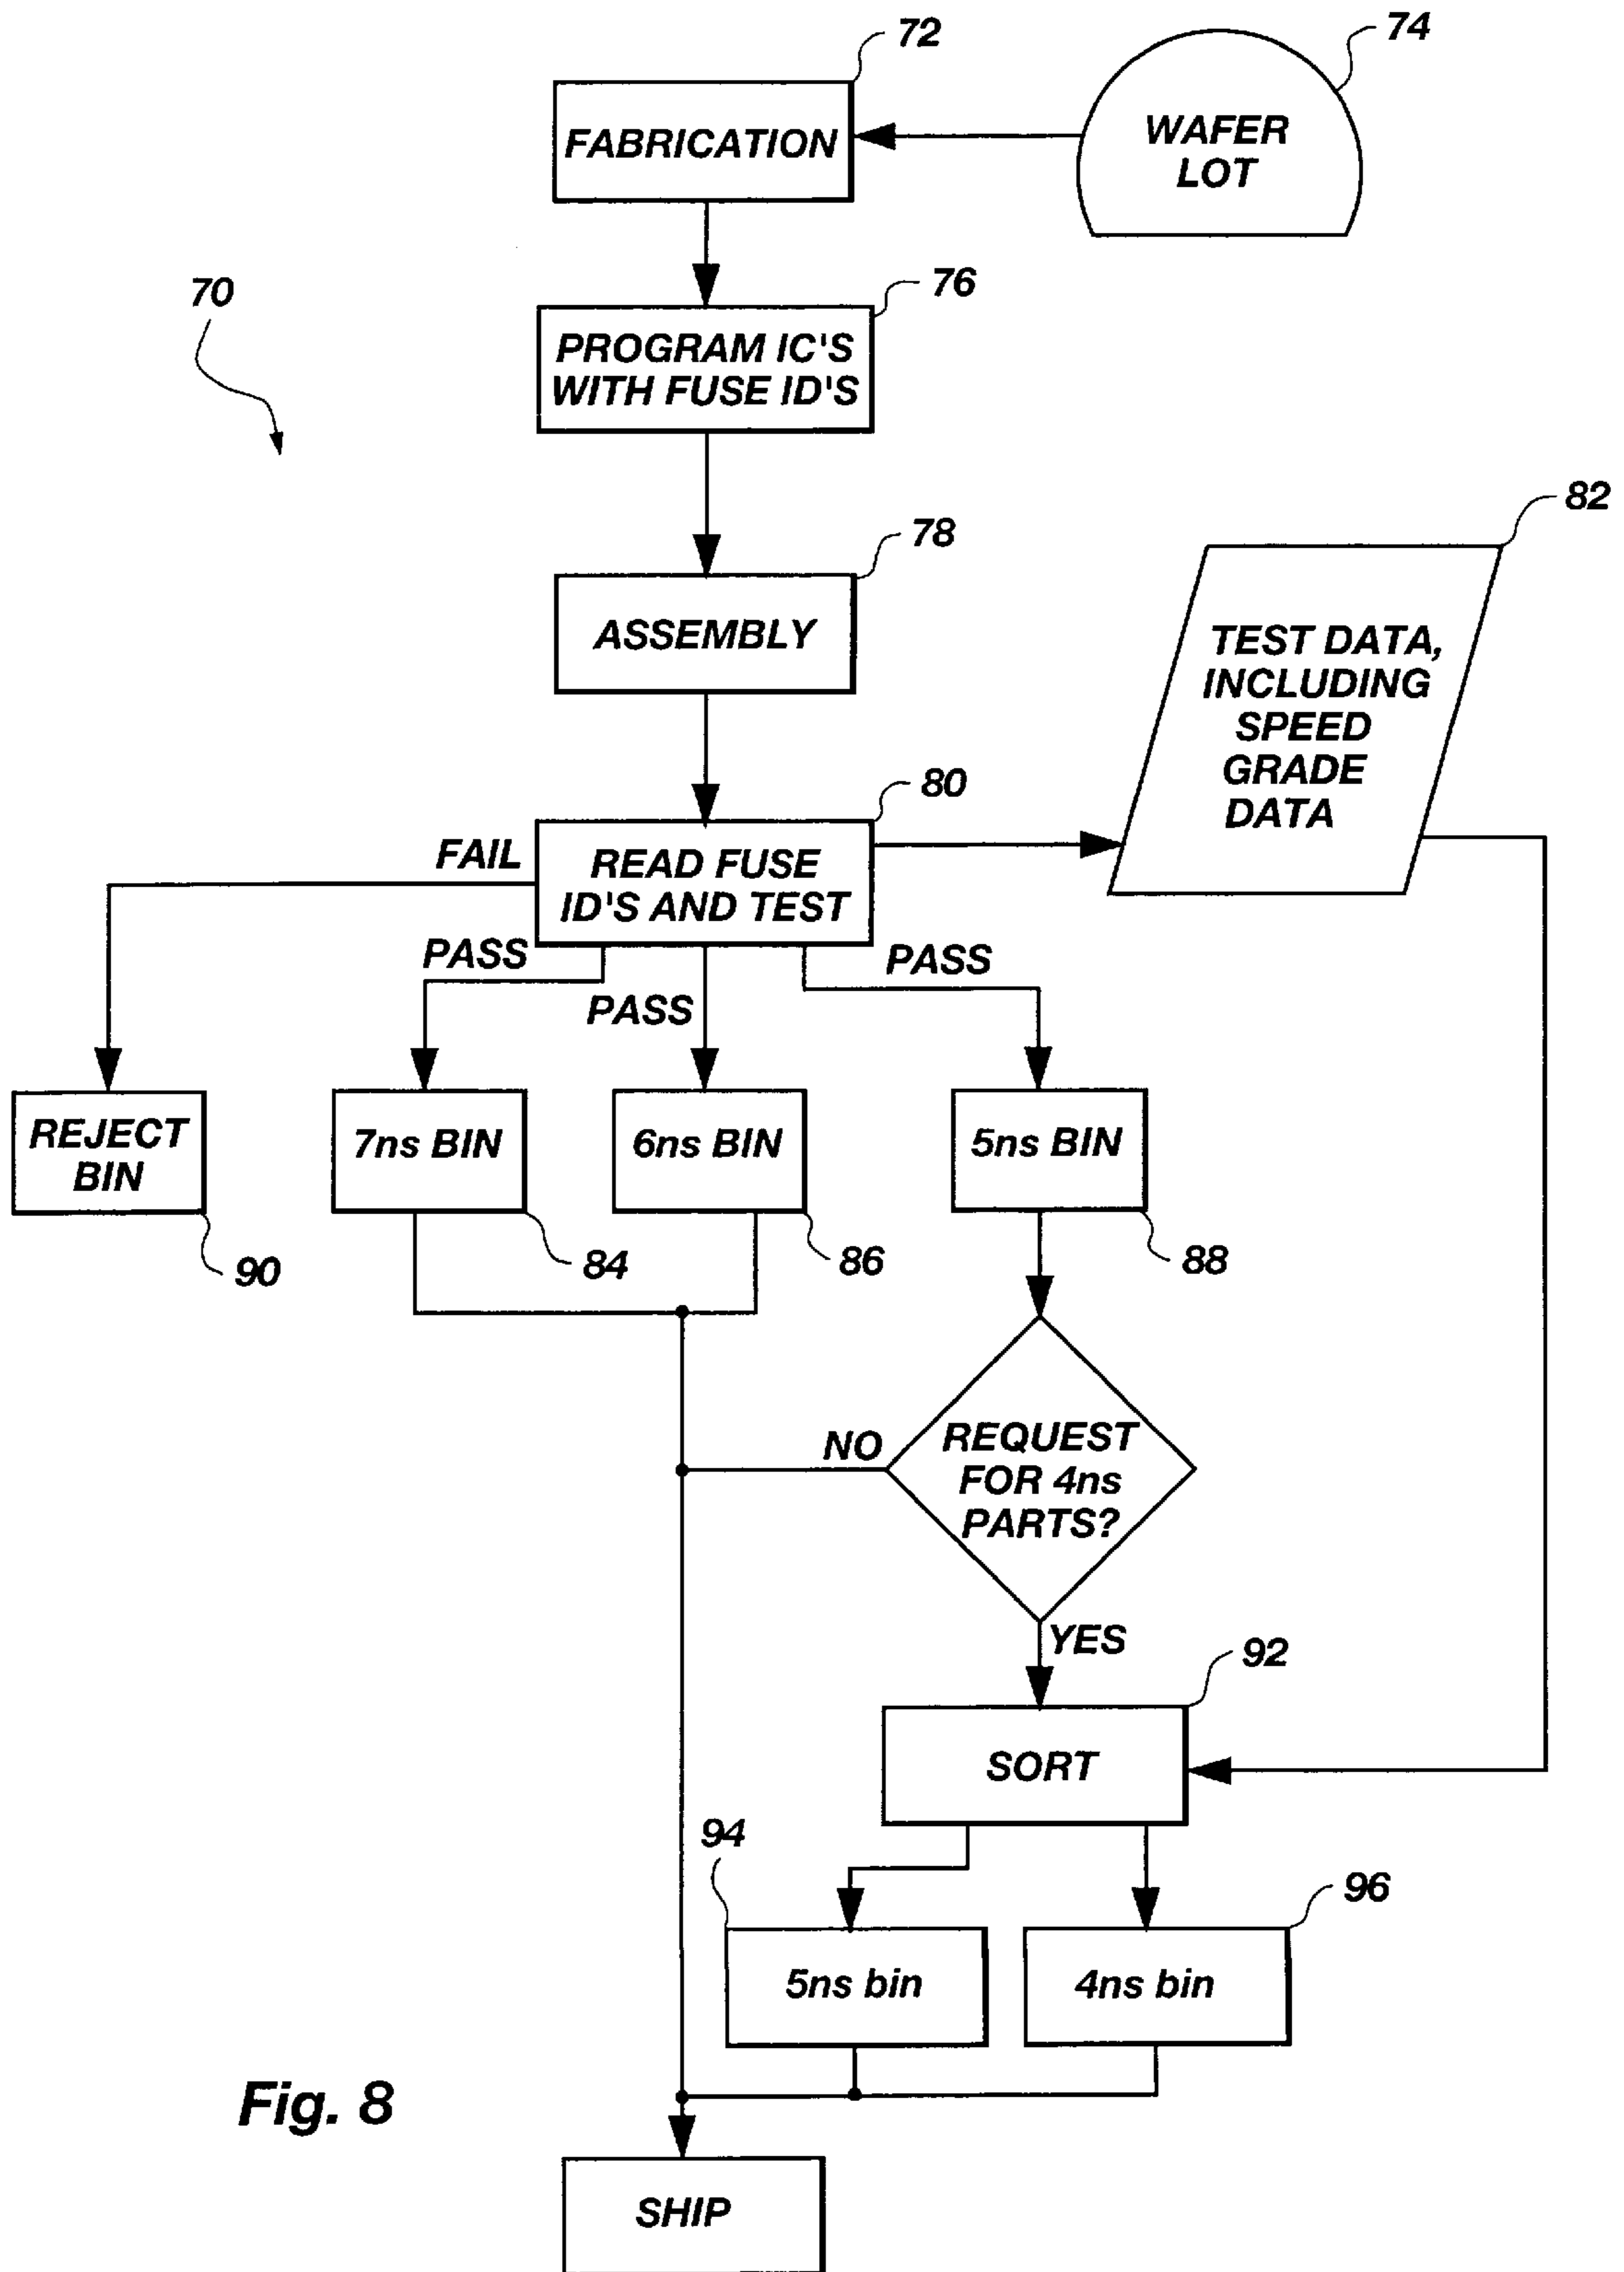 72
74
FABRICATION
WAFER
LOT
70
76
PROGRAM IC'S
WITH FUSE ID'S
78
82
ASSEMBLY
TEST DATA,
INCLUDING
SPEED
GRADE
DATA
80
FAIL
READ FUSE
ID'S AND TEST
PASS
PASS
PASS
REJECT
BIN
7ns BIN
6ns BIN
5ns BIN
90
84
86
88
NO
REQUEST
FOR 4ns
PARTS?
YES
92
SORT
94
96
5ns bin
4ns bin
Fig. 8
SHIP